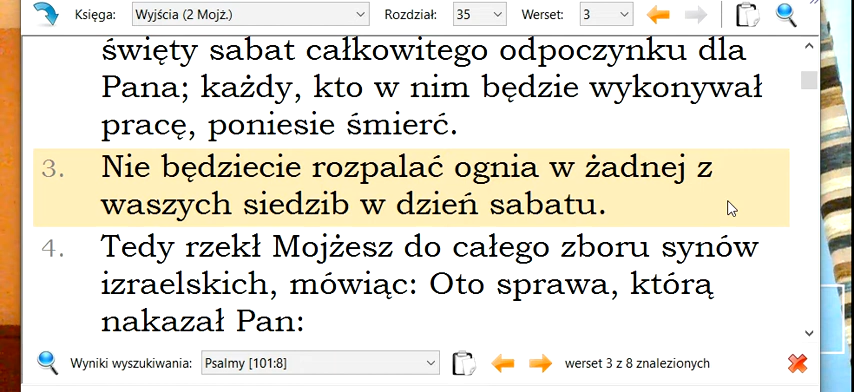 Księga: Wyjścia (2 Mojż.) Rozdział: 35 Werset: 3
święty sabat całkowitego odpoczynku dla
Pana; każdy, kto w nim będzie wykonywał
pracę, poniesie śmierć.
3. Nie będziecie rozpalać ognia w żadnej z
waszych siedzib w dzień sabatu.
4. Tedy rzekł Mojżesz do całego zboru synów
izraelskich, mówiąc: Oto sprawa, którą
nakazał Pan:
Wyniki wyszukiwania: Psalmy [101:8] werset 3 z 8 znalezionych